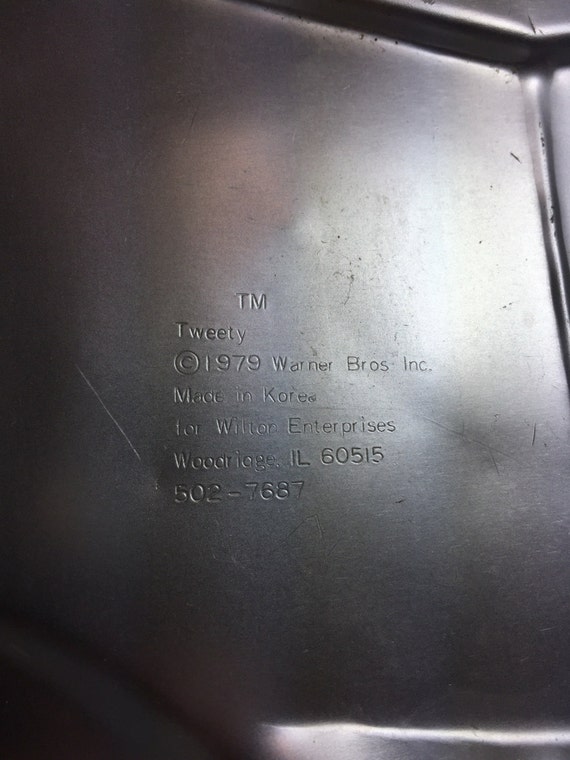 TM
Tweety
©1979 Warner Bros Inc.
Made in Korea
for Wilton Enterprises
Woodridge, IL 60515
502-7687